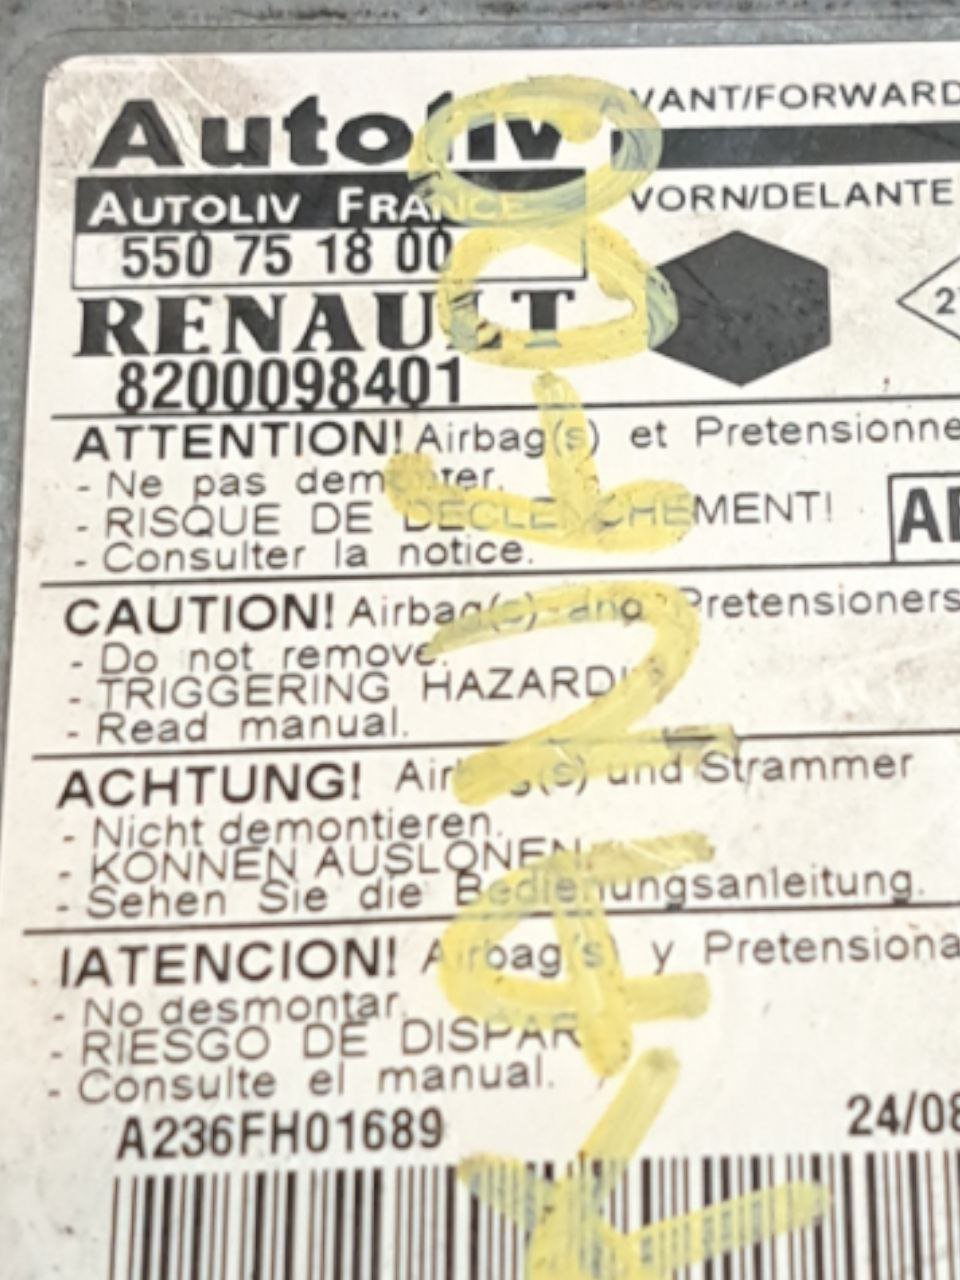 Autoliv
AVANT/FORWARD
AUTOLIV FRANCE
VORN/DELANTE
550 75 18 00
RENAULT
8200098401
ATTENTION! Airbag(s) et Pretensionne
- Ne pas demonter.
- RISQUE DE DECLENCHEMENT!
- Consulter la notice.
CAUTION! Airbag(s) and Pretensioners
- Do not remove.
- TRIGGERING HAZARD!
- Read manual.
ACHTUNG! Airbag(s) und Strammer
- Nicht demontieren.
- KONNEN AUSLONEN.
- Sehen Sie die Bedienungsanleitung.
IATENCION! Airbag(s) y Pretensiona
- No desmontar.
- RIESGO DE DISPAR
- Consulte el manual.
A236FH01689
24/08